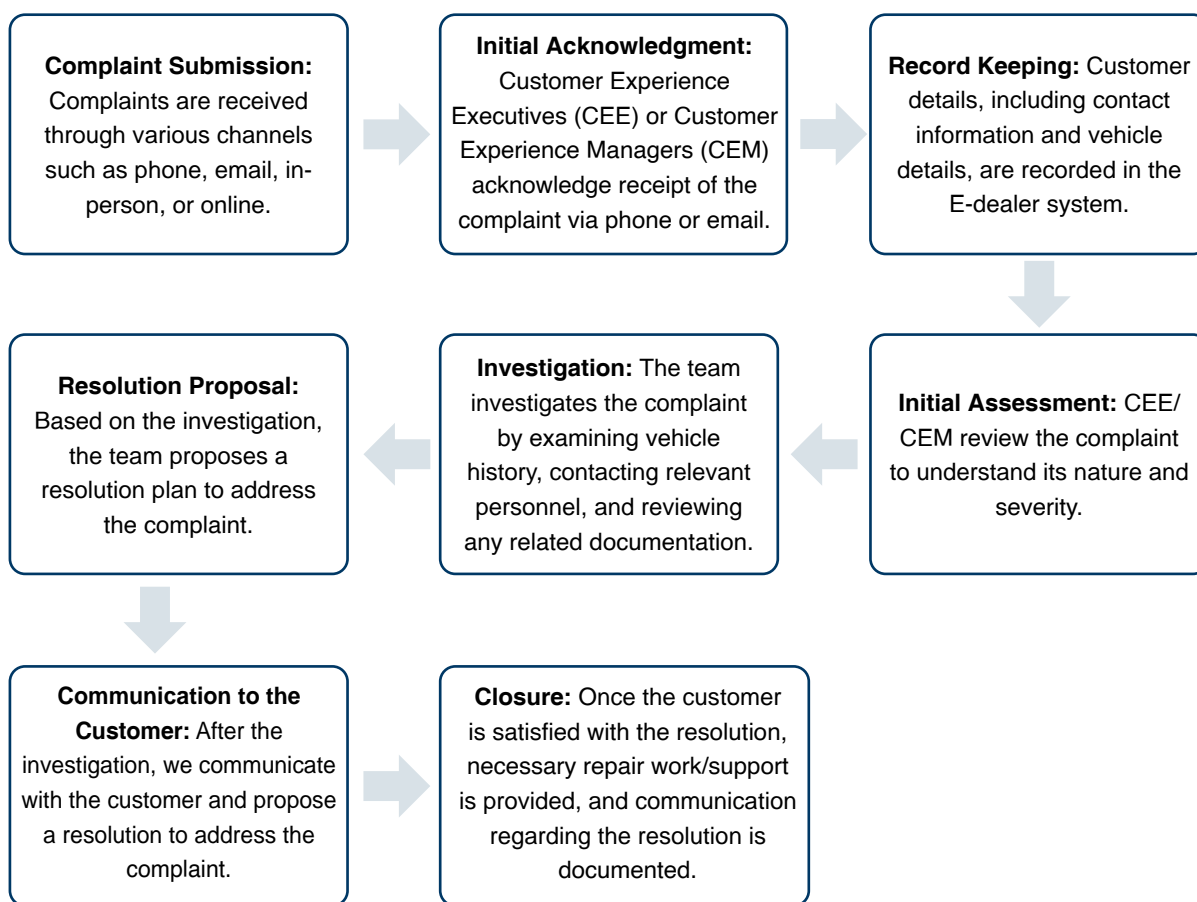 Complaint Submission:
Complaints are received
through various channels
such as phone, email, in-
person, or online.
Initial Acknowledgment:
Customer Experience
Executives (CEE) or Customer
Experience Managers (CEM)
acknowledge receipt of the
complaint via phone or email.
Record Keeping: Customer
details, including contact
information and vehicle
details, are recorded in the
E-dealer system.
Initial Assessment: CEE/
CEM review the complaint
to understand its nature and
severity.
Investigation: The team
investigates the complaint
by examining vehicle
history, contacting relevant
personnel, and reviewing
any related documentation.
Resolution Proposal:
Based on the investigation,
the team proposes a
resolution plan to address
the complaint.
Communication to the
Customer: After the
investigation, we communicate
with the customer and propose
a resolution to address the
complaint.
Closure: Once the customer
is satisfied with the resolution,
necessary repair work/support
is provided, and communication
regarding the resolution is
documented.